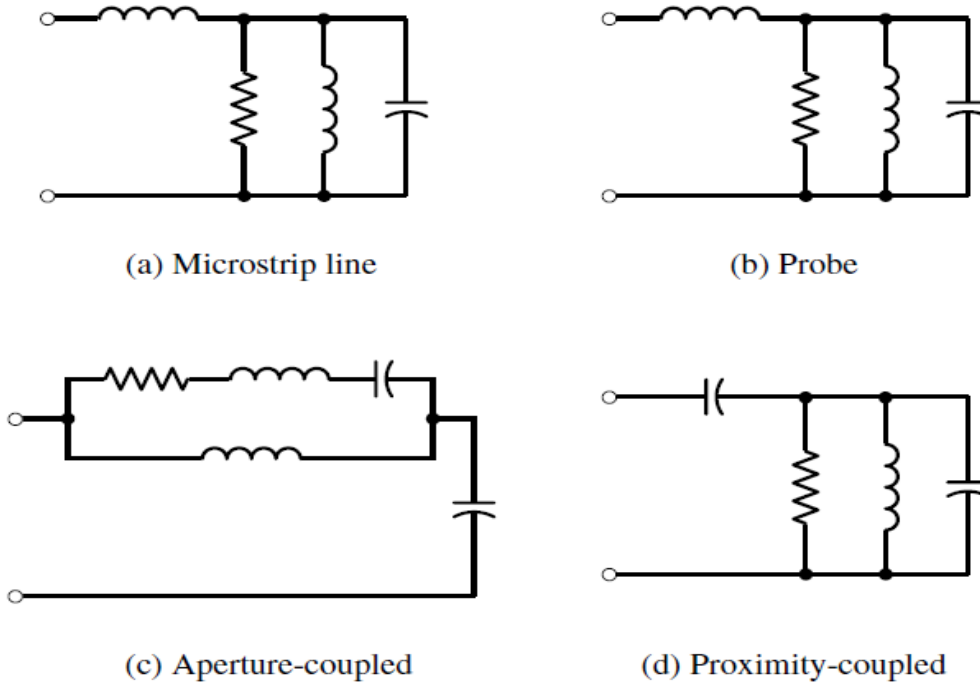 (a) Microstrip line
(b) Probe
(c) Aperture-coupled
(d) Proximity-coupled